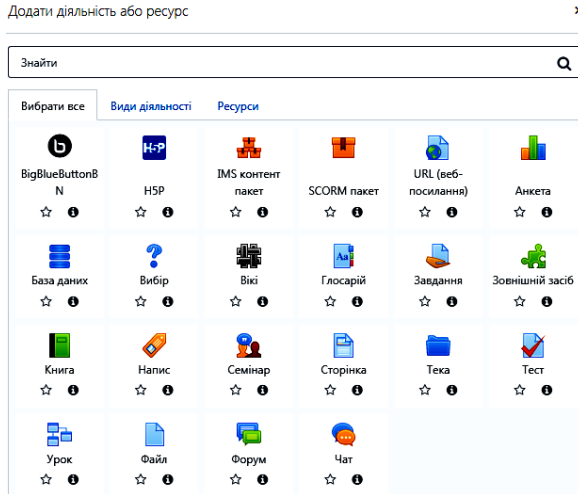 Додати діяльність або ресурс
Знайти
Вибрати все Види діяльності Ресурси
BigBlueButtonB
N
H5P
IMS контент
пакет
SCORM пакет
URL (веб-
посилання)
Анкета
База даних
Вибір
Вікі
Глосарій
Завдання
Зовнішній засіб
Книга
Напис
Семінар
Сторінка
Тека
Тест
Урок
Файл
Форум
Чат